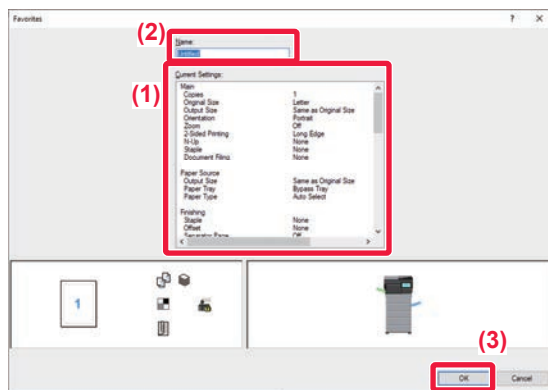 Favorites ? X
(2)
Name:
Untitled
(1)
Current Settings:
Main
Copies 1
Original Size Letter
Output Size Same as Original Size
Orientation Portrait
Zoom Off
2-Sided Printing Long Edge
N-Up None
Staple None
Document Filing None
Paper Source
Output Size Same as Original Size
Paper Tray Bypass Tray
Paper Type Auto Select
Finishing
Staple None
Offset None
Separator Page Off
1
(3)
OK Cancel